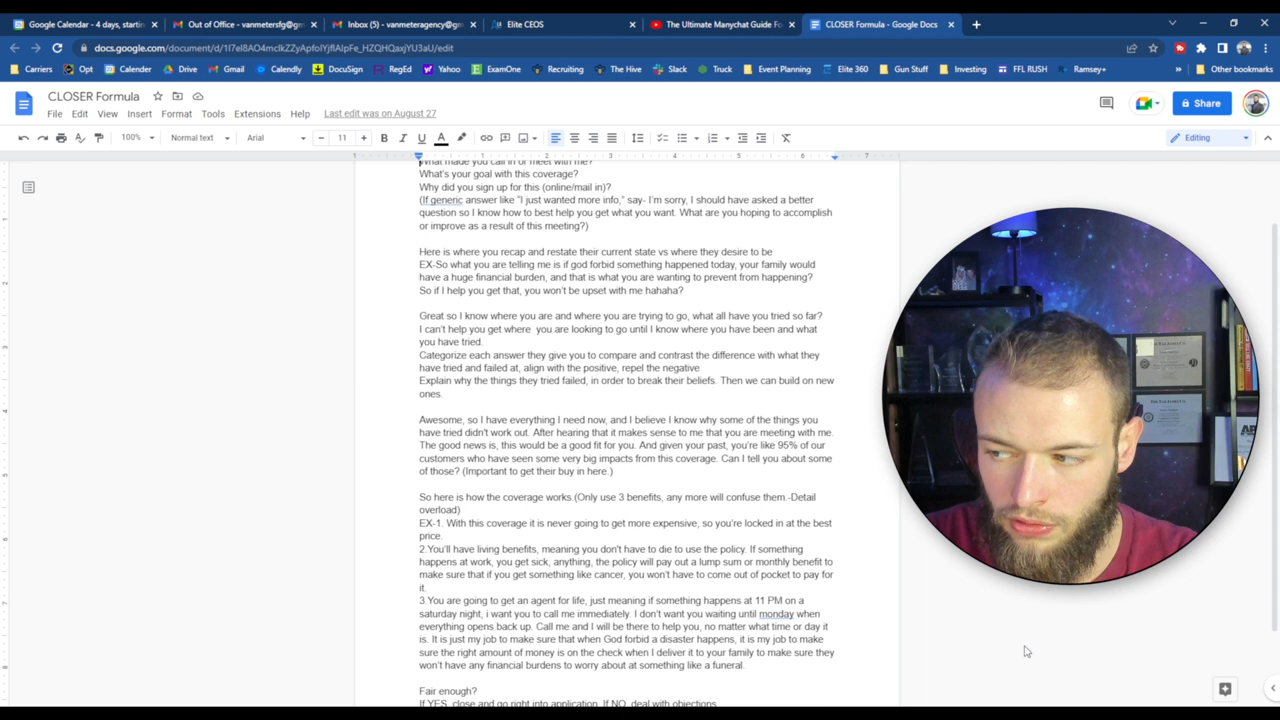 Google Calendar - 4 days, startin
Out of Office - vanmetersfg@gm
Inbox (5) - vanmeteragency@gm
Elite CEOS
The Ultimate Manychat Guide Fo
CLOSER Formula - Google Docs
docs.google.com/document/d/
Carriers
Opt
Calender
Drive
Gmail
Calendly
DocuSign
RegEd
Yahoo
ExamOne
Recruiting
The Hive
Slack
Truck
Event Planning
Elite 360
Gun Stuff
Investing
FFL RUSH
Ramsey+
Other bookmarks
CLOSER Formula
File Edit View Insert Format Tools Extensions Help Last edit was on August 27
Share
100% Normal text Arial 11
Editing
What made you call in or meet with me?
What's your goal with this coverage?
Why did you sign up for this (online/mail in)?
(If generic answer like "I just wanted more info," say- I'm sorry, I should have asked a better
question so I know how to best help you get what you want. What are you hoping to accomplish
or improve as a result of this meeting?)
Here is where you recap and restate their current state vs where they desire to be
EX-So what you are telling me is if god forbid something happened today, your family would
have a huge financial burden, and that is what you are wanting to prevent from happening?
So if I help you get that, you won't be upset with me hahaha?
Great so I know where you are and where you are trying to go, what all have you tried so far?
I can't help you get where you are looking to go until I know where you have been and what
you have tried.
Categorize each answer they give you to compare and contrast the difference with what they
have tried and failed at, align with the positive, repel the negative
Explain why the things they tried failed, in order to break their beliefs. Then we can build on new
ones.
Awesome, so I have everything I need now, and I believe I know why some of the things you
have tried didn't work out. After hearing that it makes sense to me that you are meeting with me.
The good news is, this would be a good fit for you. And given your past, you're like 95% of our
customers who have seen some very big impacts from this coverage. Can I tell you about some
of those? (Important to get their buy in here.)
So here is how the coverage works.(Only use 3 benefits, any more will confuse them.-Detail
overload)
EX-1. With this coverage it is never going to get more expensive, so you're locked in at the best
price.
2.You'll have living benefits, meaning you don't have to die to use the policy. If something
happens at work, you get sick, anything, the policy will pay out a lump sum or monthly benefit to
make sure that if you get something like cancer, you won't have to come out of pocket to pay for
it.
3.You are going to get an agent for life, just meaning if something happens at 11 PM on a
saturday night, i want you to call me immediately. I don't want you waiting until monday when
everything opens back up. Call me and I will be there to help you, no matter what time or day it
is. It is just my job to make sure that when God forbid a disaster happens, it is my job to make
sure the right amount of money is on the check when I deliver it to your family to make sure they
won't have any financial burdens to worry about at something like a funeral.
Fair enough?
If YES, close and go right into application. If NO, deal with objections